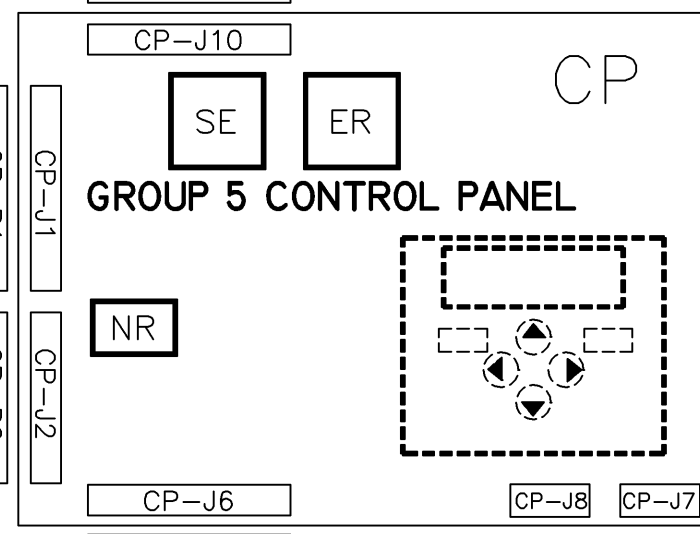 CP-J10
CP
SE
ER
CP-J1
GROUP 5 CONTROL PANEL
NR
CP-J2
CP-J6
CP-J8
CP-J7